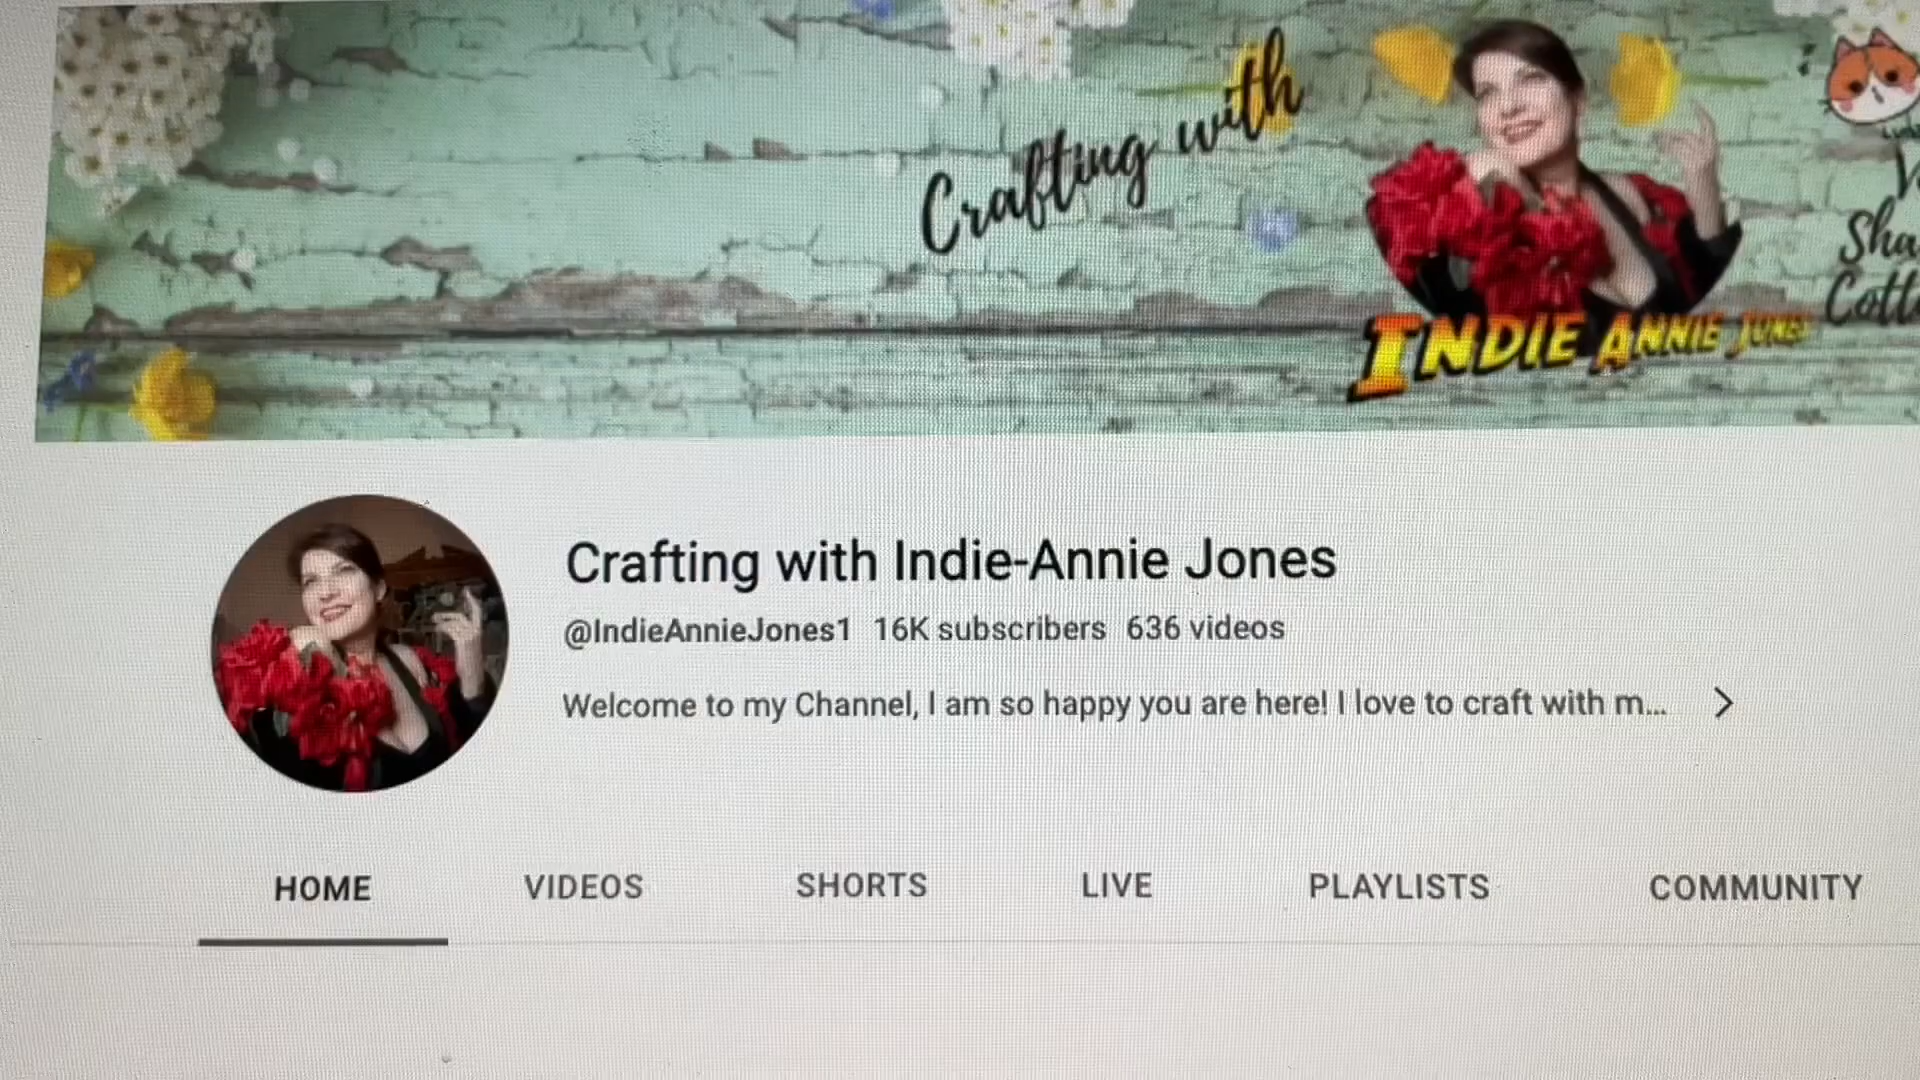 Crafting with
INDIE ANNIE JONES
Crafting with Indie-Annie Jones
@IndieAnnieJones1 16K subscribers 636 videos
Welcome to my Channel, I am so happy you are here! I love to craft with m...
HOME VIDEOS SHORTS LIVE PLAYLISTS COMMUNITY